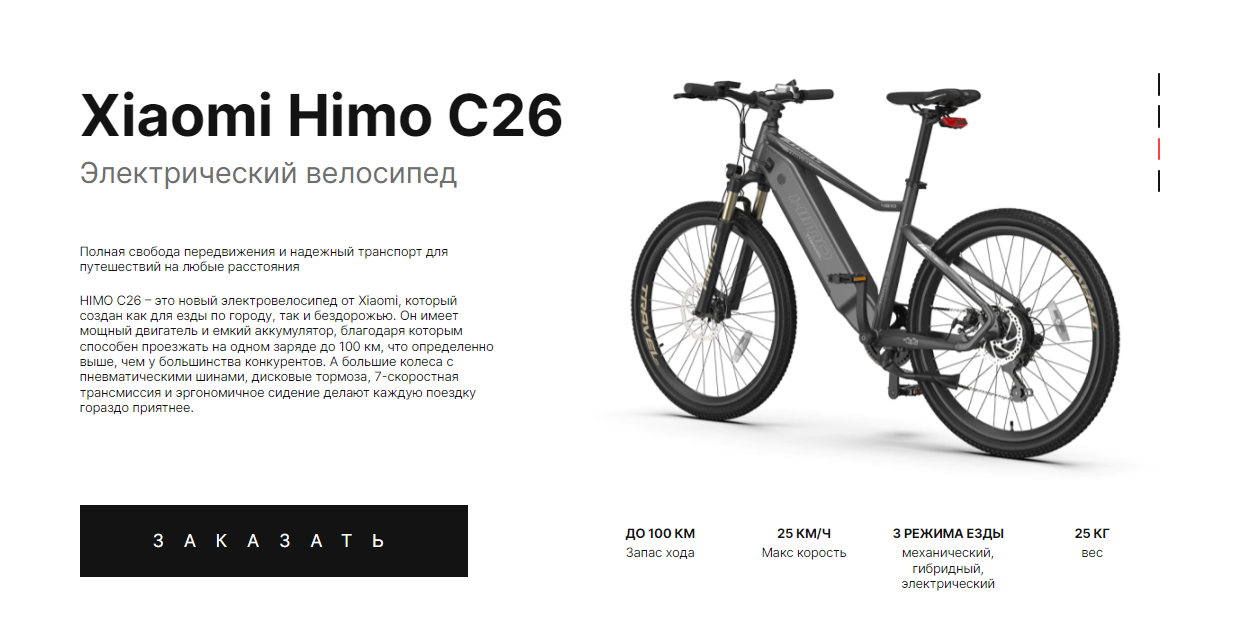 Xiaomi Himo C26
Электрический велосипед
Полная свобода передвижения и надежный транспорт для
путешествий на любые расстояния
HIMO C26 – это новый электровелосипед от Xiaomi, который
создан как для езды по городу, так и бездорожью. Он имеет
мощный двигатель и емкий аккумулятор, благодаря которым
способен проезжать на одном заряде до 100 км, что определенно
выше, чем у большинства конкурентов. А большие колеса с
пневматическими шинами, дисковые тормоза, 7-скоростная
трансмиссия и эргономичное сидение делают каждую поездку
гораздо приятнее.
ЗАКАЗАТЬ
HIMO
TRAVEL
TRAVEL
ДО 100 КМ
Запас хода
25 КМ/Ч
Макс корость
3 РЕЖИМА ЕЗДЫ
механический,
гибридный,
электрический
25 КГ
вес